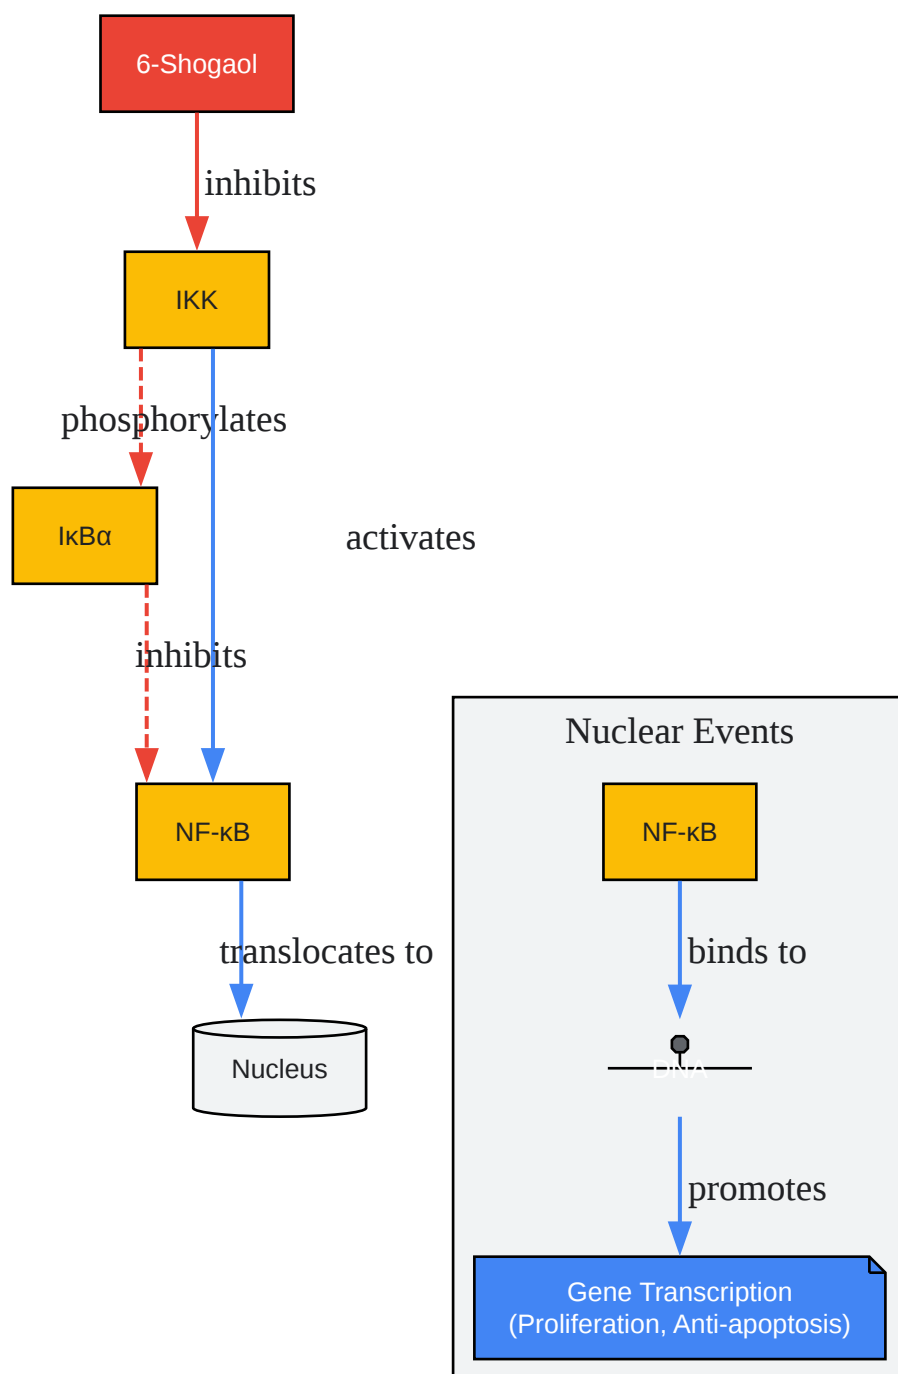 6-Shogaol
inhibits
IKK
phosphorylates
IκBα
activates
inhibits
NF-κB
translocates to
Nucleus
Nuclear Events
NF-κB
binds to
DNA
promotes
Gene Transcription
(Proliferation, Anti-apoptosis)